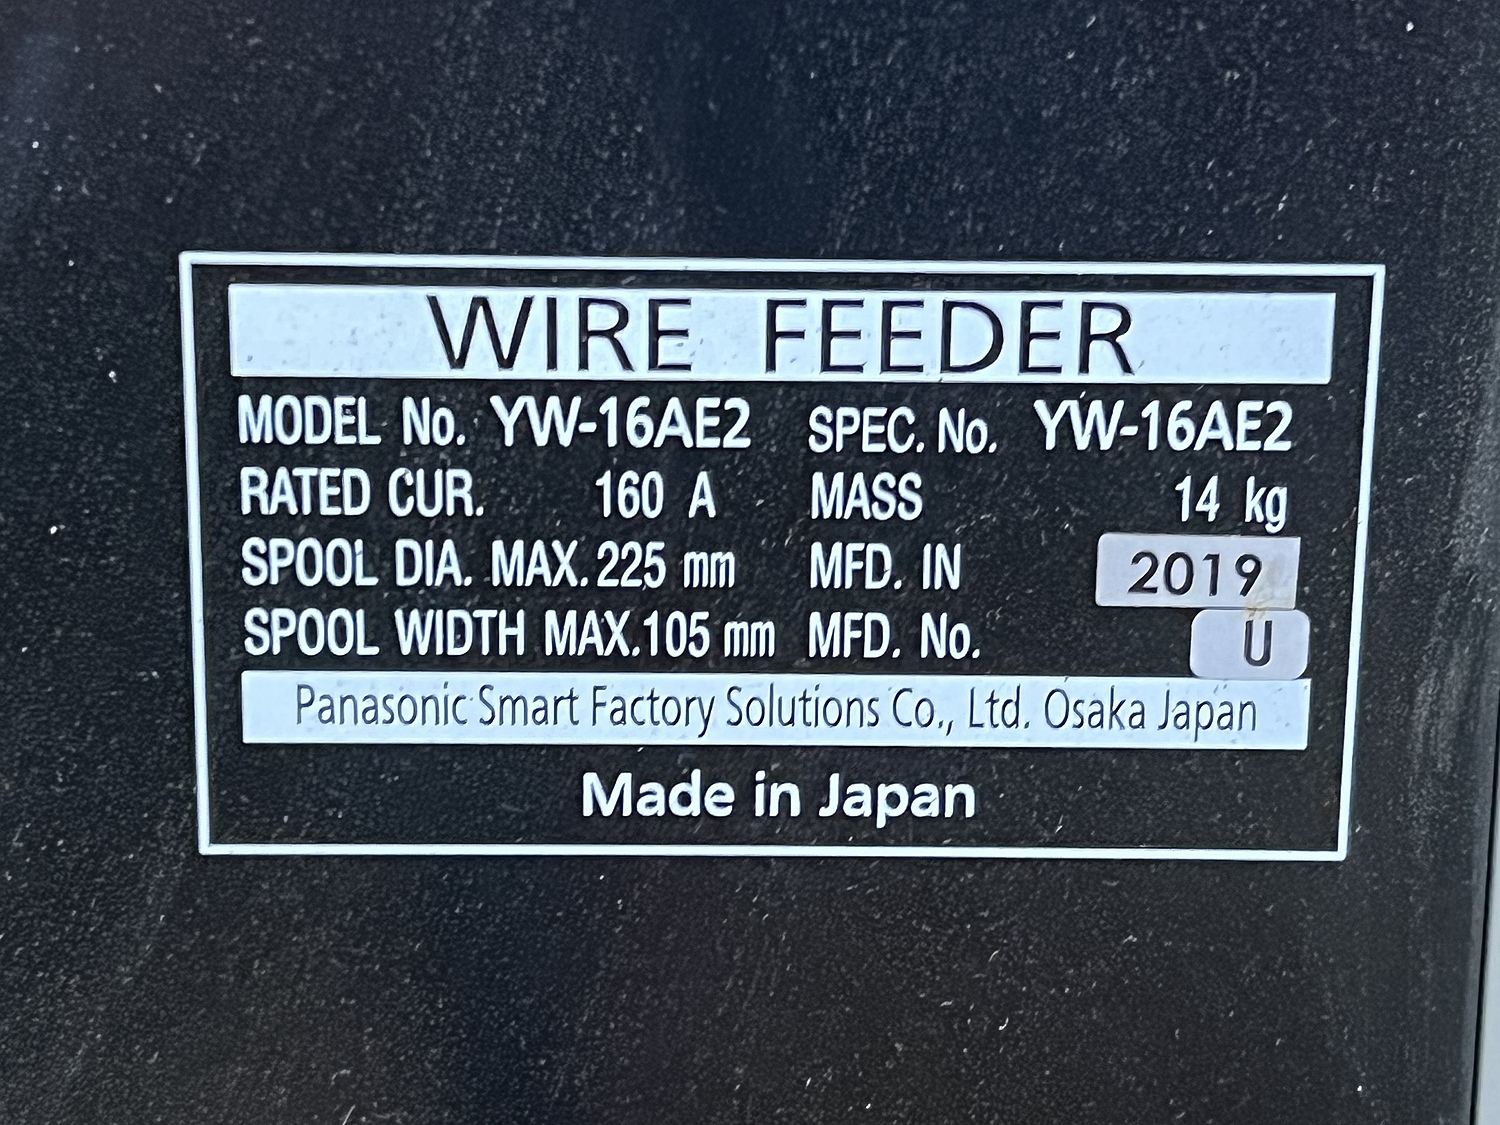 WIRE FEEDER
MODEL No. YW-16AE2 SPEC. No. YW-16AE2
RATED CUR. 160 A MASS 14 kg
SPOOL DIA. MAX. 225 mm MFD. IN 2019
SPOOL WIDTH MAX. 105 mm MFD. No. U
Panasonic Smart Factory Solutions Co., Ltd. Osaka Japan
Made in Japan